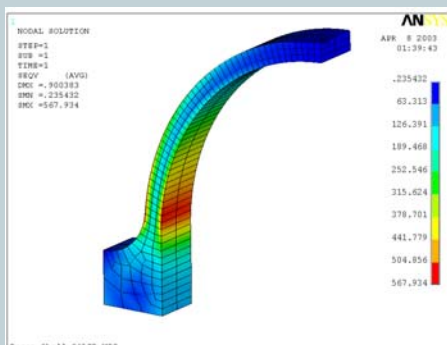 1
NODAL SOLUTION
STEP=1
SUB =1
TIME=1
SEQV     (AVG)
DMX =.900383
SMN =.235432
SMX =567.934
ANSYS
APR  8 2003
01:39:43
.235432
63.313
126.391
189.468
252.546
315.624
378.701
441.779
504.856
567.934